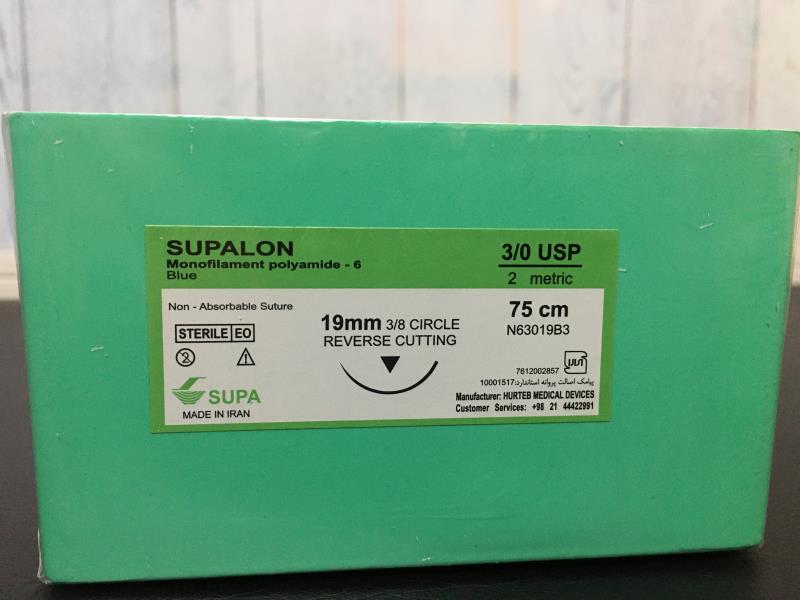 SUPALON
Monofilament polyamide - 6
Blue
3/0 USP
2 metric
Non - Absorbable Suture
STERILE EO
2
19mm 3/8 CIRCLE
REVERSE CUTTING
75 cm
N63019B3
SUPA
MADE IN IRAN
7612002857
پیامک اصالت پروانه استاندارد: 10001517
Manufacturer: HURTEB MEDICAL DEVICES
Customer Services: +98 21 44422991